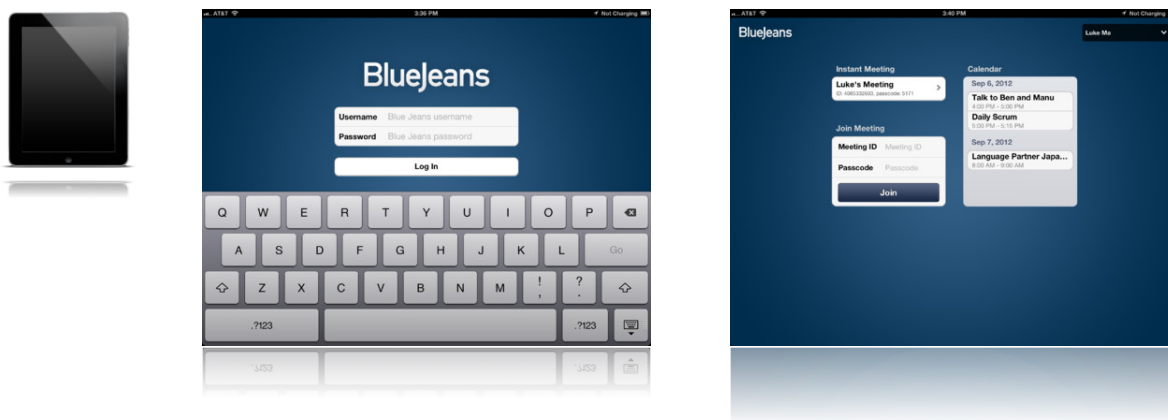 AT&T
3:36 PM
Not Charging
BlueJeans
Username Blue Jeans username
Password Blue Jeans password
Log In
Q W E R T Y U I O P
A S D F G H J K L Go
Z X C V B N M ! , ? .
.?123 .?123
AT&T
3:40 PM
Not Charging
BlueJeans
Luke Ma
Instant Meeting
Luke's Meeting
passcode: 5171
Join Meeting
Meeting ID Meeting ID
Passcode Passcode
Join
Calendar
Sep 6, 2012
Talk to Ben and Manu
4:00 PM - 5:00 PM
Daily Scrum
5:00 PM - 5:15 PM
Sep 7, 2012
Language Partner Japa...
8:00 AM - 9:00 AM